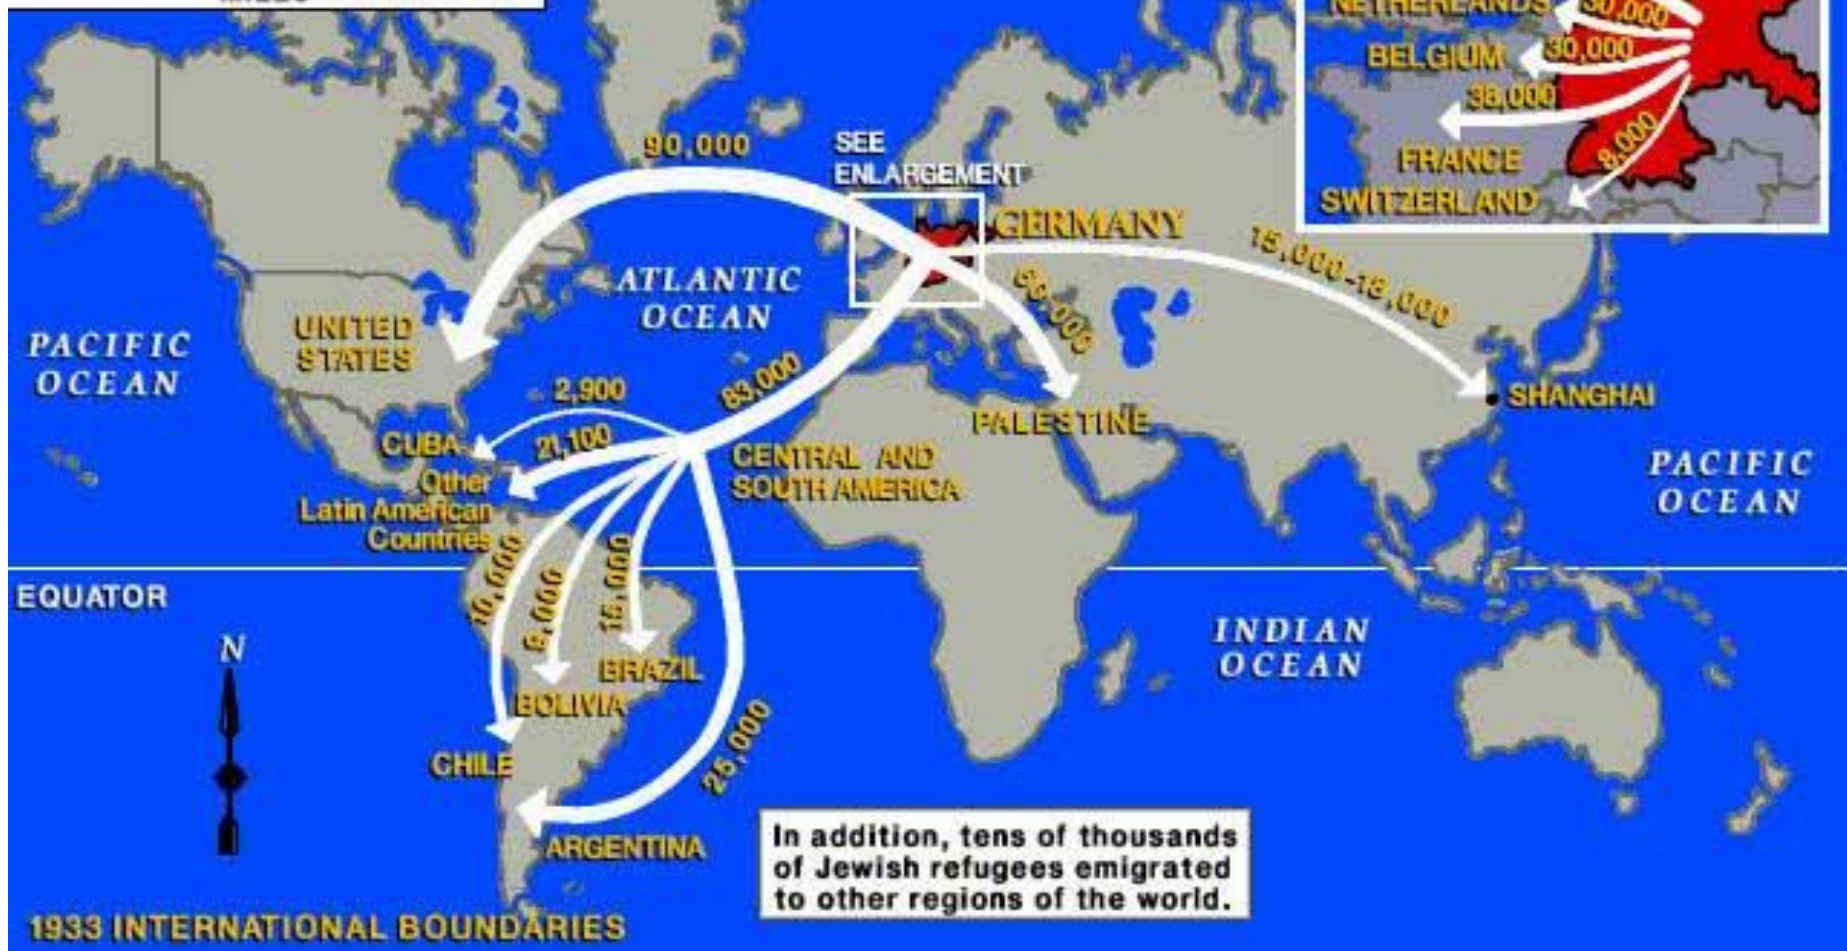 NETHERLANDS
30,000
BELGIUM
30,000
38,000
FRANCE
8,000
SWITZERLAND
90,000
SEE
ENLARGEMENT
GERMANY
15,000-18,000
60,000
ATLANTIC
OCEAN
UNITED
STATES
PACIFIC
OCEAN
83,000
2,900
21,100
CUBA
Other
Latin American
Countries
CENTRAL AND
SOUTH AMERICA
PALESTINE
SHANGHAI
PACIFIC
OCEAN
EQUATOR
10,000
9,000
15,000
N
BRAZIL
BOLIVIA
INDIAN
OCEAN
25,000
CHILE
ARGENTINA
In addition, tens of thousands
of Jewish refugees emigrated
to other regions of the world.
1933 INTERNATIONAL BOUNDARIES